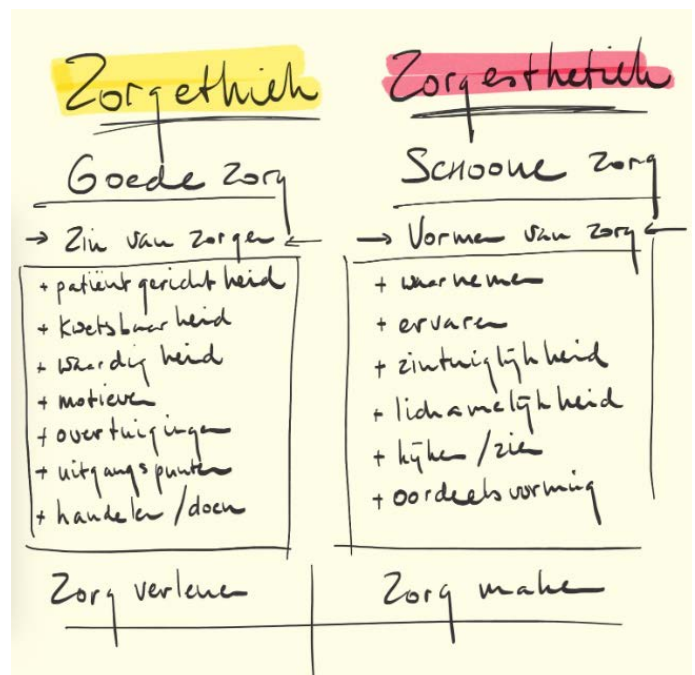 Zorgethiek
Goede zorg
→ Zin van zorgen ←
+ patiëntgerichtheid
+ kwetsbaarheid
+ waardigheid
+ motieven
+ overtuigingen
+ uitgangspunten
+ handelen / doen
Zorg verlenen
Zorgesthetiek
Schoone zorg
→ Vormen van zorg ←
+ waarnemen
+ ervaren
+ zintuiglijkheid
+ lichamelijkheid
+ kijken / zien
+ oordeelsvorming
Zorg maken